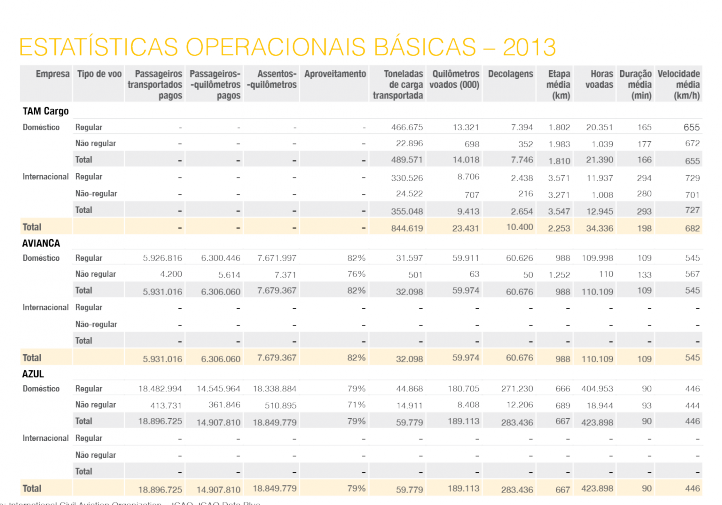 ESTATÍSTICAS OPERACIONAIS BÁSICAS – 2013
Empresa Tipo de voo Passageiros Passageiros- Assentos- Aproveitamento Toneladas Quilômetros Decolagens Etapa Horas Duração Velocidade
transportados -quilômetros -quilômetros de carga voados (000) média voadas média média
pagos pagos transportada (km) (min) (km/h)
TAM Cargo
Doméstico Regular - - - - 466.675 13.321 7.394 1.802 20.351 165 655
Não regular - - - - 22.896 698 352 1.983 1.039 177 672
Total - - - - 489.571 14.018 7.746 1.810 21.390 166 655
Internacional Regular - - - - 330.526 8.706 2.438 3.571 11.937 294 729
Não-regular - - - - 24.522 707 216 3.271 1.008 280 701
Total - - - - 355.048 9.413 2.654 3.547 12.945 293 727
Total - - - - 844.619 23.431 10.400 2.253 34.336 198 682
AVIANCA
Doméstico Regular 5.926.816 6.300.446 7.671.997 82% 31.597 59.911 60.626 988 109.998 109 545
Não regular 4.200 5.614 7.371 76% 501 63 50 1.252 110 133 567
Total 5.931.016 6.306.060 7.679.367 82% 32.098 59.974 60.676 988 110.109 109 545
Internacional Regular - - - - - - - - - - -
Não-regular - - - - - - - - - - -
Total - - - - - - - - - - -
Total 5.931.016 6.306.060 7.679.367 82% 32.098 59.974 60.676 988 110.109 109 545
AZUL
Doméstico Regular 18.482.994 14.545.964 18.338.884 79% 44.868 180.705 271.230 666 404.953 90 446
Não regular 413.731 361.846 510.895 71% 14.911 8.408 12.206 689 18.944 93 444
Total 18.896.725 14.907.810 18.849.779 79% 59.779 189.113 283.436 667 423.898 90 446
Internacional Regular - - - - - - - - - - -
Não regular - - - - - - - - - - -
Total - - - - - - - - - - -
Total 18.896.725 14.907.810 18.849.779 79% 59.779 189.113 283.436 667 423.898 90 446